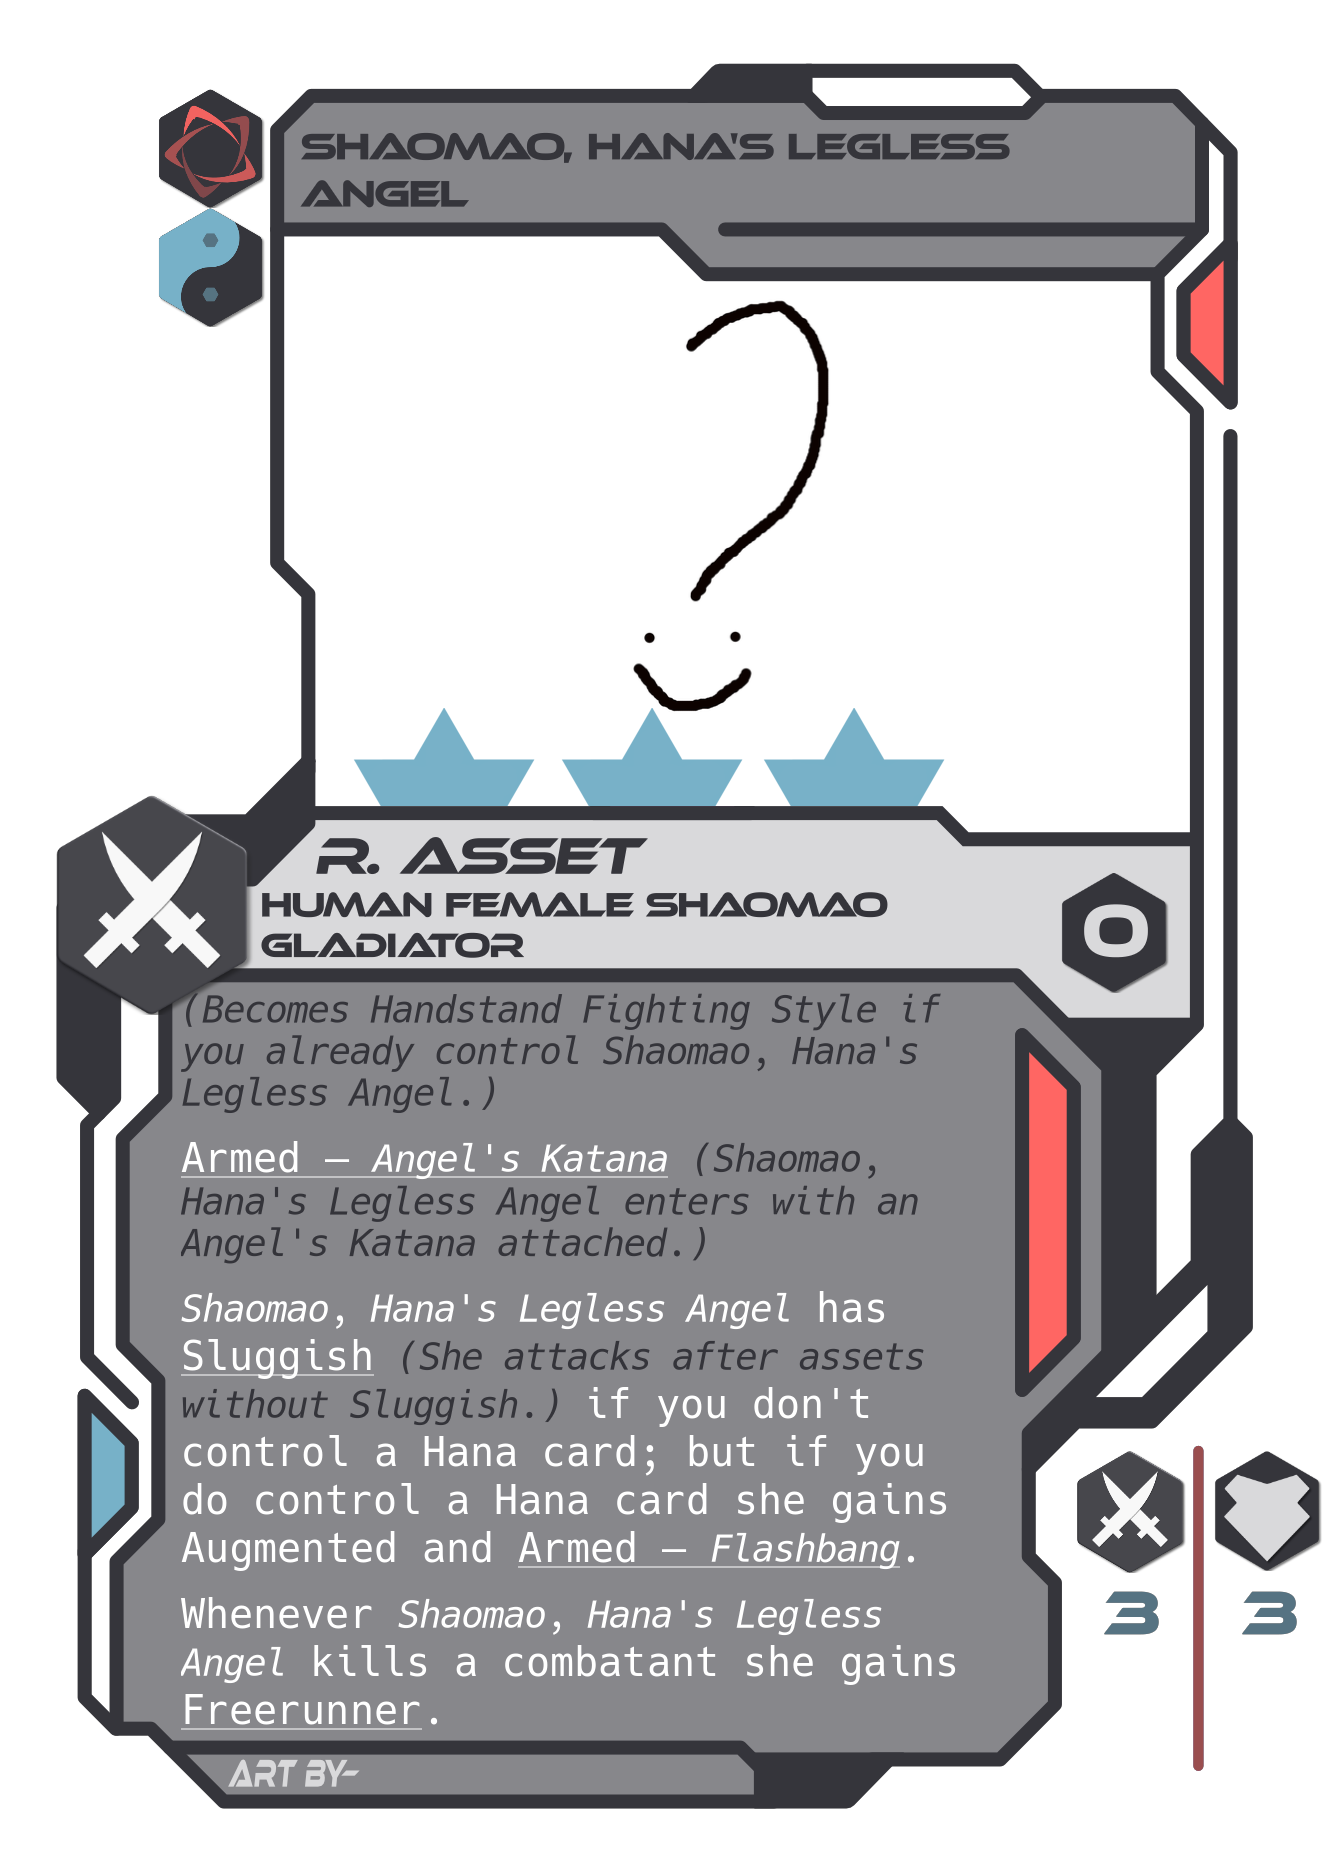 SHAOMAO, HANA'S LEGLESS
ANGEL
R. ASSET
HUMAN FEMALE SHAOMAO
GLADIATOR
0
(Becomes Handstand Fighting Style if
you already control Shaomao, Hana's
Legless Angel.)
Armed – Angel's Katana (Shaomao,
Hana's Legless Angel enters with an
Angel's Katana attached.)
Shaomao, Hana's Legless Angel has
Sluggish (She attacks after assets
without Sluggish.) if you don't
control a Hana card; but if you
do control a Hana card she gains
Augmented and Armed – Flashbang.
Whenever Shaomao, Hana's Legless
Angel kills a combatant she gains
Freerunner.
3 3
ART BY-